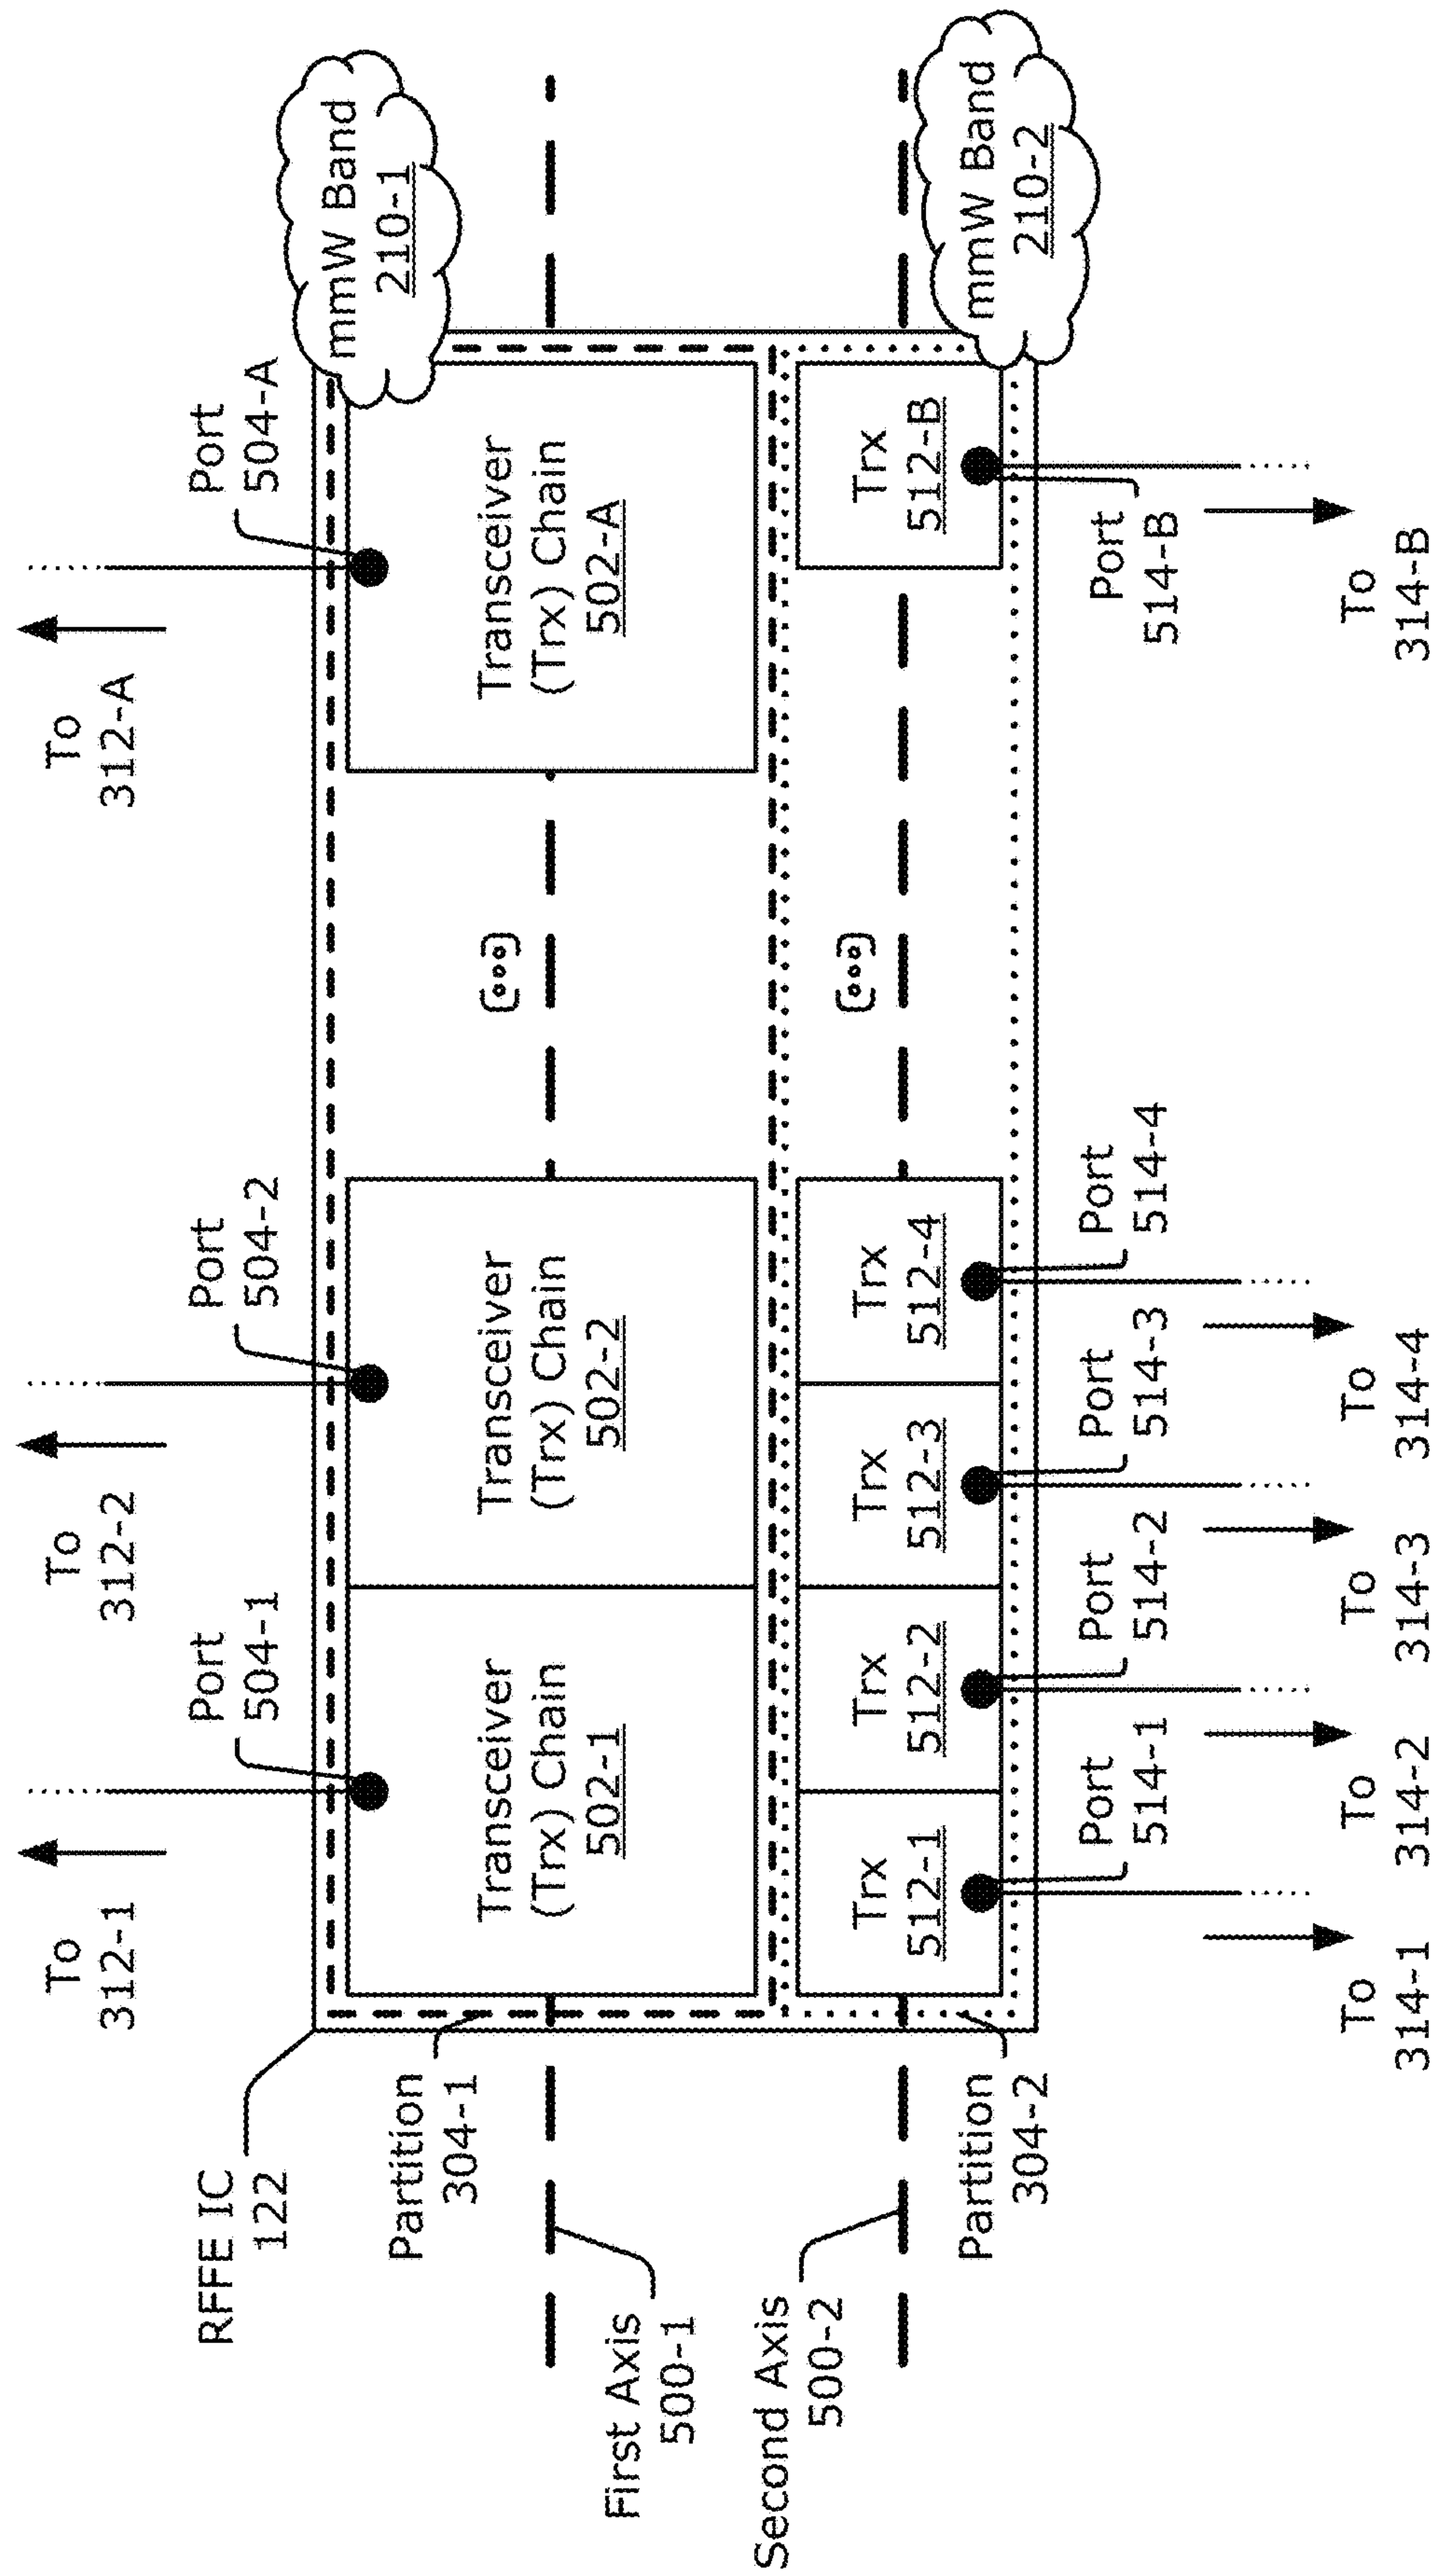 To
312-1
To
312-2
To
312-A
Port
504-1
Port
504-2
Port
504-A
RFFE IC
122
mmW Band
210-1
Partition
304-1
Transceiver
(Trx) Chain
502-1
Transceiver
(Trx) Chain
502-2
Transceiver
(Trx) Chain
502-A
First Axis
500-1
Second Axis
500-2
Trx
512-1
Trx
512-2
Trx
512-3
Trx
512-4
Trx
512-B
Partition
304-2
mmW Band
210-2
Port
514-1
Port
514-2
Port
514-3
Port
514-4
Port
514-B
To
314-1
To
314-2
To
314-3
To
314-4
To
314-B